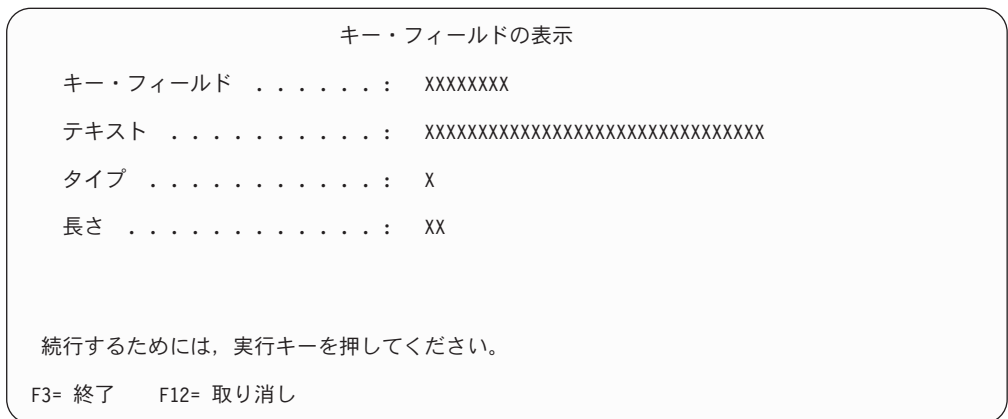 キー・フィールドの表示
キー・フィールド . . . . . . : XXXXXXXX
テキスト . . . . . . . . . . . : XXXXXXXXXXXXXXXXXXXXXXXXXXXXXXXX
タイプ . . . . . . . . . . . . : X
長さ . . . . . . . . . . . . . : XX
続行するためには, 実行キーを押してください。
F3= 終了 F12= 取り消し